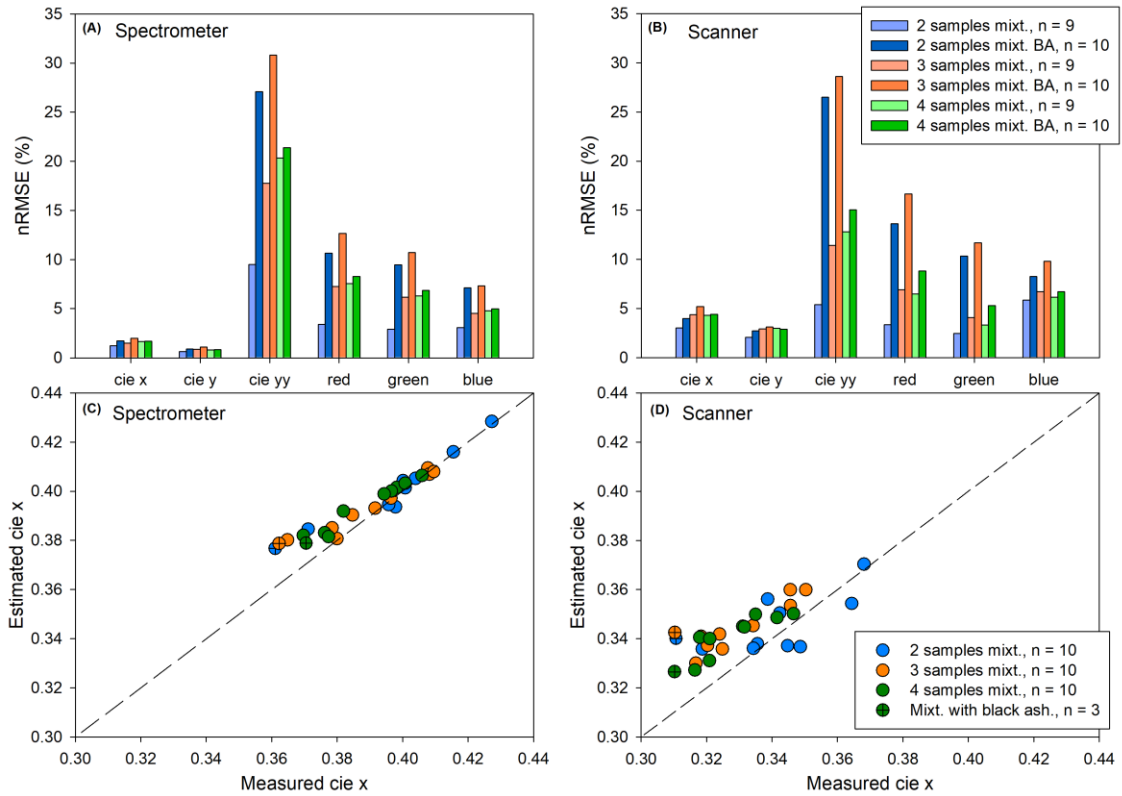 (A) Spectrometer
nRMSE (%)
35
30
25
20
15
10
5
0
cie x cie y cie yy red green blue
(B) Scanner
nRMSE (%)
35
30
25
20
15
10
5
0
cie x cie y cie yy red green blue
2 samples mixt., n = 9
2 samples mixt. BA, n = 10
3 samples mixt., n = 9
3 samples mixt. BA, n = 10
4 samples mixt., n = 9
4 samples mixt. BA, n = 10
(C) Spectrometer
Estimated cie x
0.44
0.42
0.40
0.38
0.36
0.34
0.32
0.30
0.30 0.32 0.34 0.36 0.38 0.40 0.42 0.44
Measured cie x
(D) Scanner
Estimated cie x
0.44
0.42
0.40
0.38
0.36
0.34
0.32
0.30
0.30 0.32 0.34 0.36 0.38 0.40 0.42 0.44
Measured cie x
2 samples mixt., n = 10
3 samples mixt., n = 10
4 samples mixt., n = 10
Mixt. with black ash., n = 3